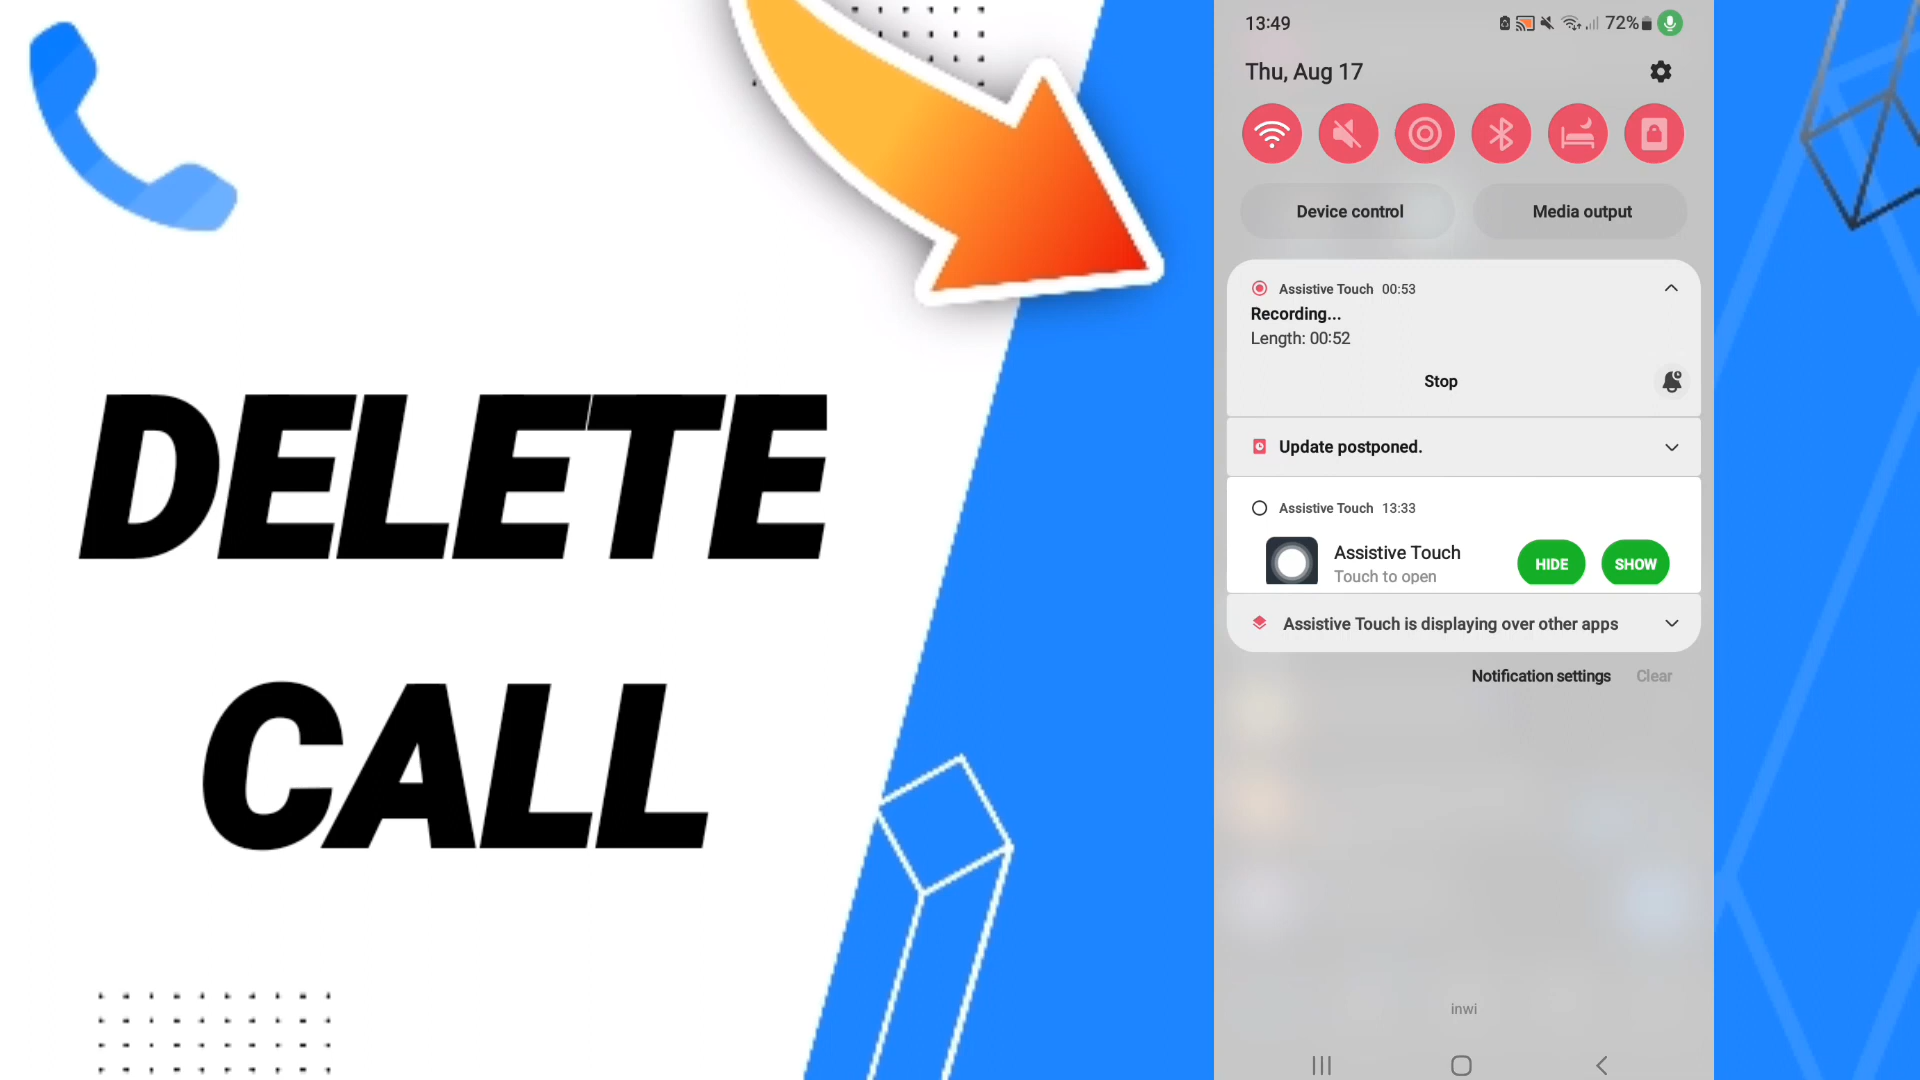 DELETE
CALL
13:49
72%
Thu, Aug 17
Device control
Media output
Assistive Touch 00:53
Recording...
Length: 00:52
Stop
Update postponed.
Assistive Touch 13:33
Assistive Touch
Touch to open
HIDE
SHOW
Assistive Touch is displaying over other apps
Notification settings
Clear
inwi